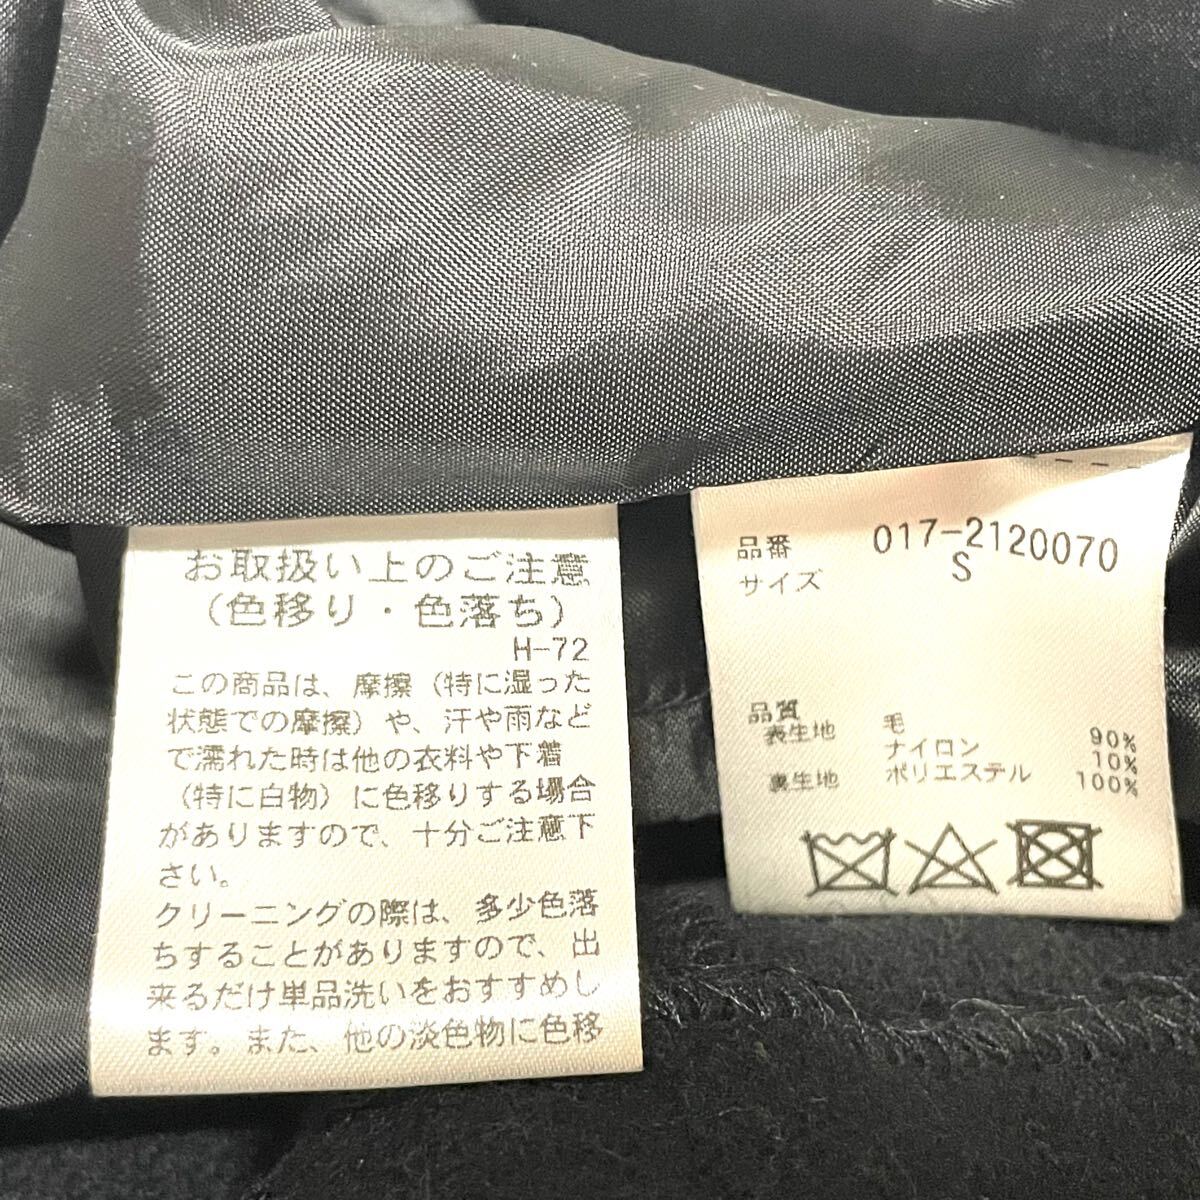 お取扱い上のご注意
(色移り・色落ち)
H-72
この商品は、摩擦(特に湿った
状態での摩擦)や、汗や雨など
で濡れた時は他の衣料や下着
(特に白物)に色移りする場合
がありますので、十分ご注意下
さい。
クリーニングの際は、多少色落
ちすることがありますので、出
来るだけ単品洗いをおすすめし
ます。また、他の淡色物に色移
品番 017-2120070
サイズ S
品質
表生地 毛 90%
ナイロン 10%
裏生地 ポリエステル 100%